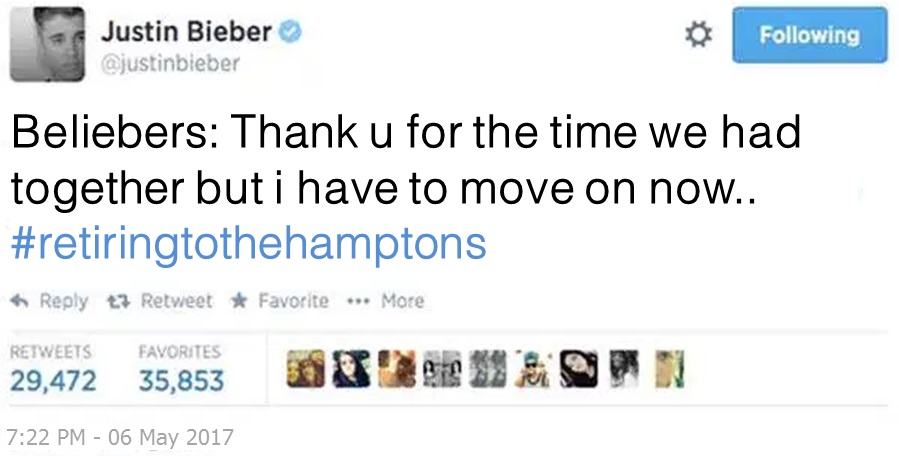 Justin Bieber
@justinbieber
Following
Beliebers: Thank u for the time we had
together but i have to move on now..
#retiringtothehamptons
Reply Retweet Favorite More
RETWEETS FAVORITES
29,472 35,853
7:22 PM - 06 May 2017